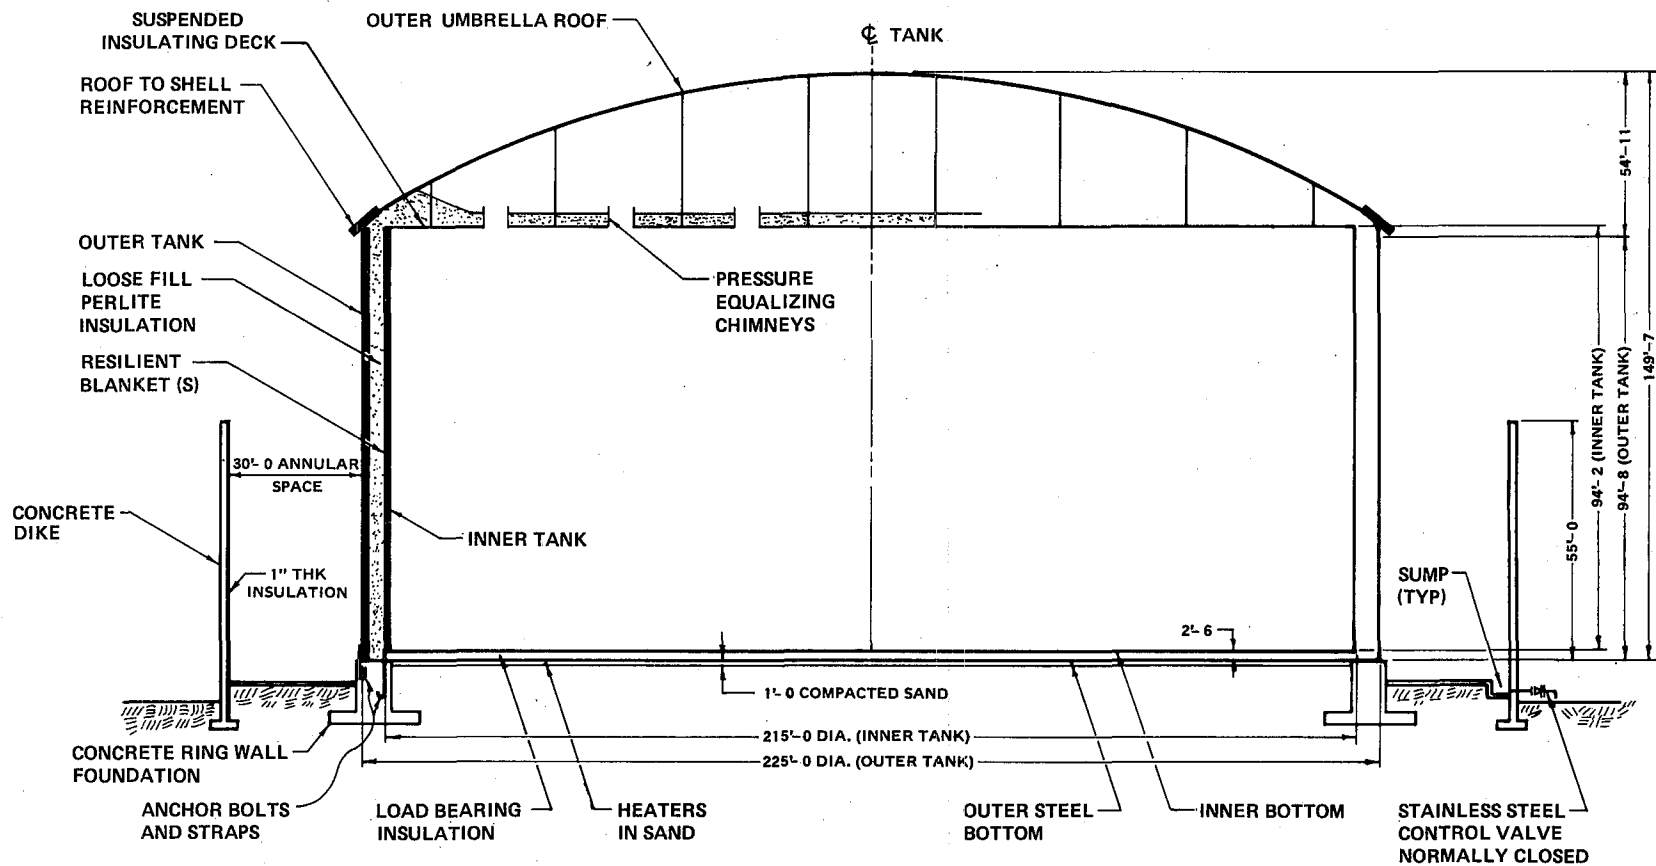 SUSPENDED
INSULATING DECK
OUTER UMBRELLA ROOF
℄ TANK
ROOF TO SHELL
REINFORCEMENT
54'-11
OUTER TANK
LOOSE FILL
PERLITE
INSULATION
PRESSURE
EQUALIZING
CHIMNEYS
RESILIENT
BLANKET (S)
94'-2 (INNER TANK)
94'-8 (OUTER TANK)
149'-7
30'-0 ANNULAR
SPACE
CONCRETE
DIKE
INNER TANK
55'-0
1" THK
INSULATION
SUMP
(TYP)
2'-6
1'-0 COMPACTED SAND
215'-0 DIA. (INNER TANK)
225'-0 DIA. (OUTER TANK)
CONCRETE RING WALL
FOUNDATION
ANCHOR BOLTS
AND STRAPS
LOAD BEARING
INSULATION
HEATERS
IN SAND
OUTER STEEL
BOTTOM
INNER BOTTOM
STAINLESS STEEL
CONTROL VALVE
NORMALLY CLOSED